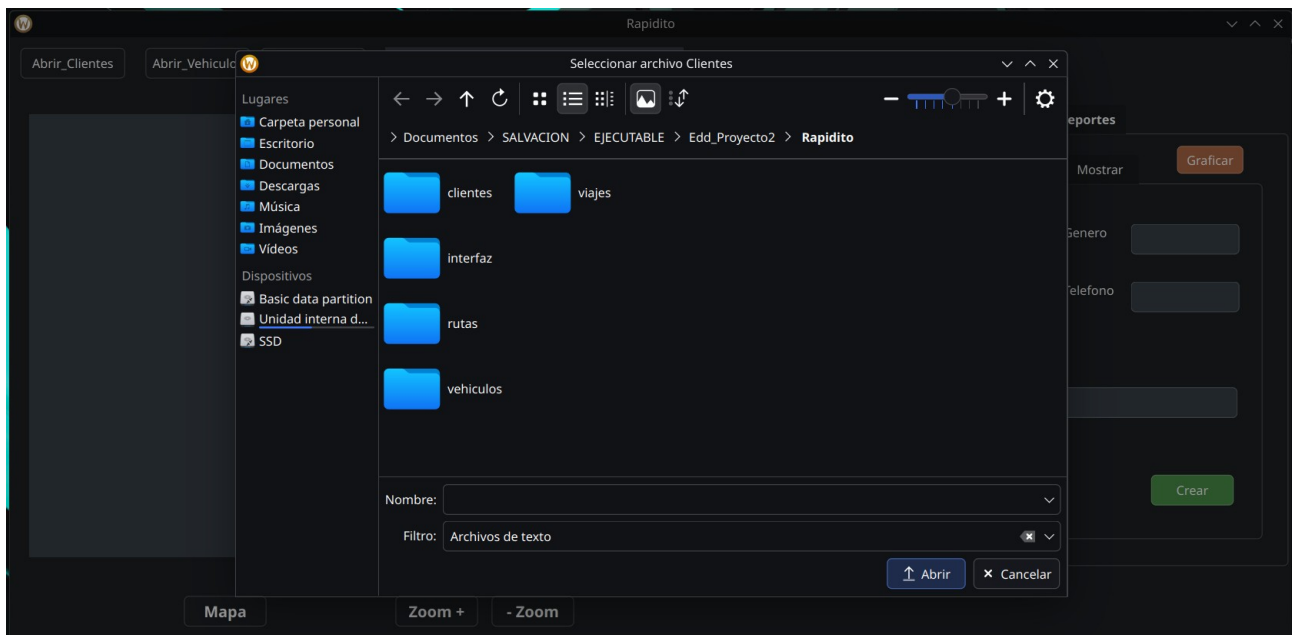 Rapidito
Abrir_Clientes
Abrir_Vehiculo
Seleccionar archivo Clientes
Lugares
Carpeta personal
Escritorio
Documentos
Descargas
Música
Imágenes
Vídeos
Dispositivos
Basic data partition
Unidad interna d...
SSD
> Documentos > SALVACION > EJECUTABLE > Edd_Proyecto2 > Rapidito
clientes
viajes
interfaz
rutas
vehiculos
Nombre:
Filtro: Archivos de texto
Abrir
Cancelar
eportes
Mostrar
Graficar
Genero
Telefono
Crear
Mapa
Zoom +
- Zoom